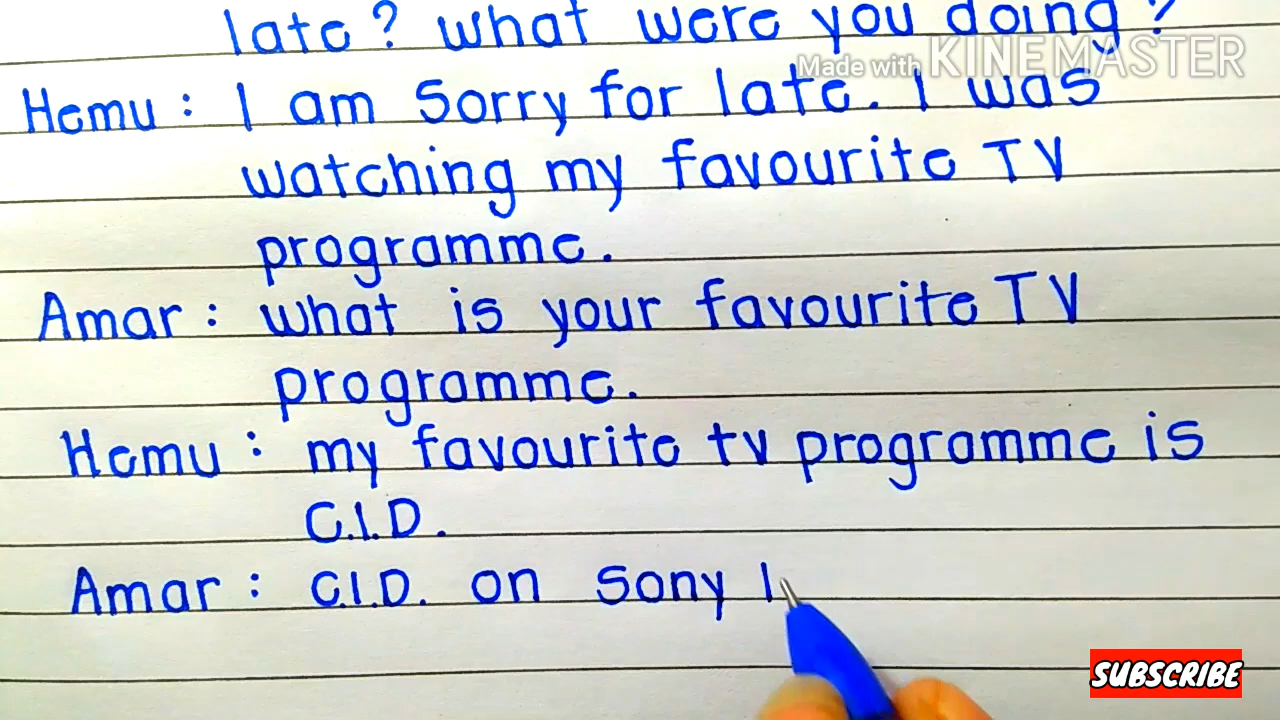 late? what were you doing?
Made with KINEMASTER
Hemu : I am sorry for late. I was
watching my favourite TV
programme.
Amar : what is your favourite TV
programme.
Hemu : my favourite tv programme is
C.I.D.
Amar : C.I.D. on Sony I
SUBSCRIBE